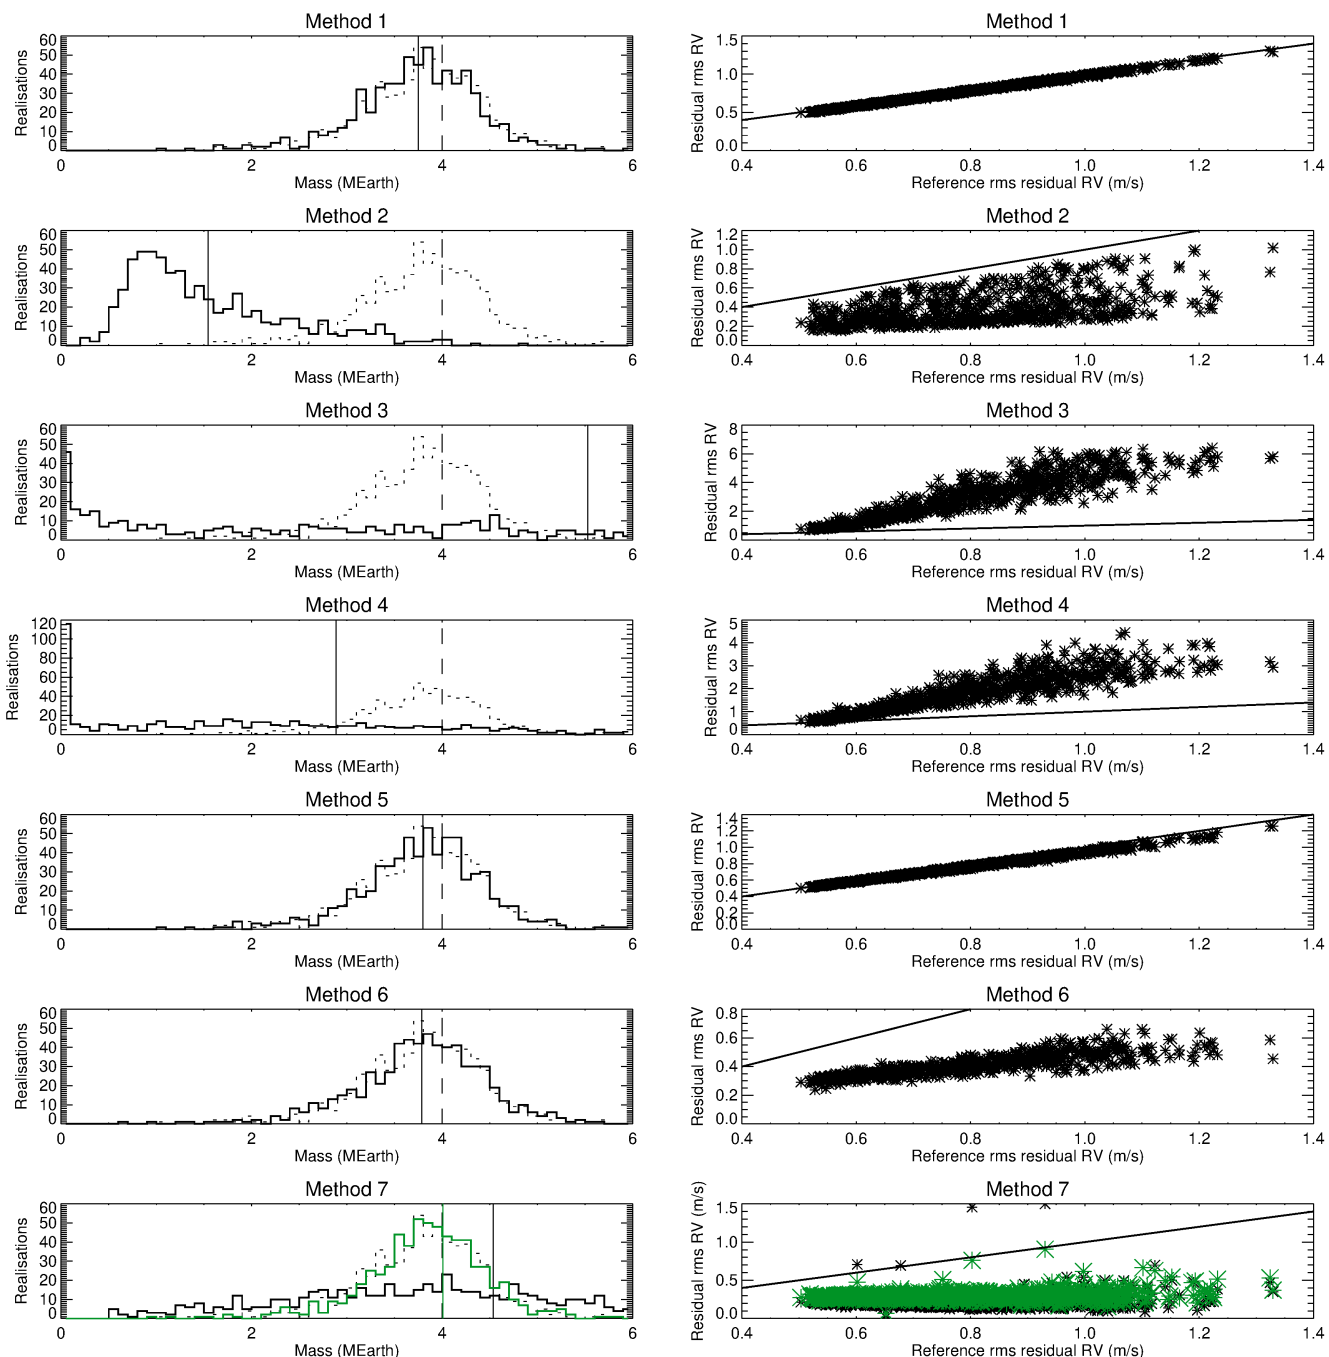 Method 1
Realisations
60
50
40
30
20
10
0
0 2 4 6
Mass (MEarth)
Method 1
Residual rms RV
1.5
1.0
0.5
0.0
0.4 0.6 0.8 1.0 1.2 1.4
Reference rms residual RV (m/s)
Method 2
Realisations
60
50
40
30
20
10
0
0 2 4 6
Mass (MEarth)
Method 2
Residual rms RV
1.2
1.0
0.8
0.6
0.4
0.2
0.0
0.4 0.6 0.8 1.0 1.2 1.4
Reference rms residual RV (m/s)
Method 3
Realisations
60
50
40
30
20
10
0
0 2 4 6
Mass (MEarth)
Method 3
Residual rms RV
8
6
4
2
0
0.4 0.6 0.8 1.0 1.2 1.4
Reference rms residual RV (m/s)
Method 4
Realisations
120
100
80
60
40
20
0
0 2 4 6
Mass (MEarth)
Method 4
Residual rms RV
5
4
3
2
1
0
0.4 0.6 0.8 1.0 1.2 1.4
Reference rms residual RV (m/s)
Method 5
Realisations
60
50
40
30
20
10
0
0 2 4 6
Mass (MEarth)
Method 5
Residual rms RV
1.4
1.2
1.0
0.8
0.6
0.4
0.2
0.0
0.4 0.6 0.8 1.0 1.2 1.4
Reference rms residual RV (m/s)
Method 6
Realisations
60
50
40
30
20
10
0
0 2 4 6
Mass (MEarth)
Method 6
Residual rms RV
0.8
0.6
0.4
0.2
0.0
0.4 0.6 0.8 1.0 1.2 1.4
Reference rms residual RV (m/s)
Method 7
Realisations
60
50
40
30
20
10
0
0 2 4 6
Mass (MEarth)
Method 7
Residual rms RV (m/s)
1.5
1.0
0.5
0.0
0.4 0.6 0.8 1.0 1.2 1.4
Reference rms residual RV (m/s)